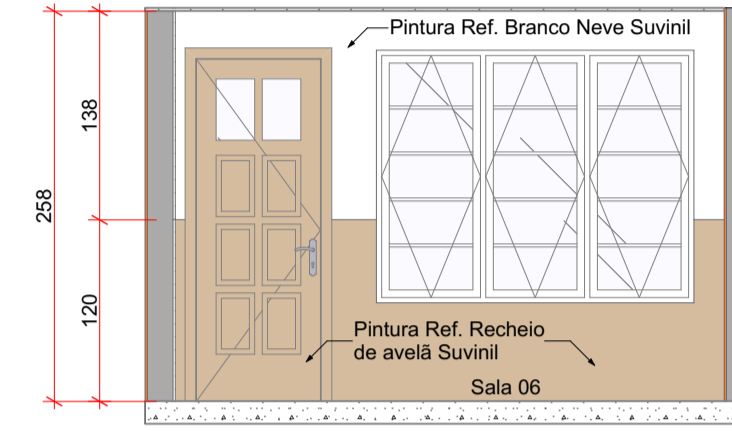 Pintura Ref. Branco Neve Suvinil
138
258
120
Pintura Ref. Recheio
de avelã Suvinil
Sala 06